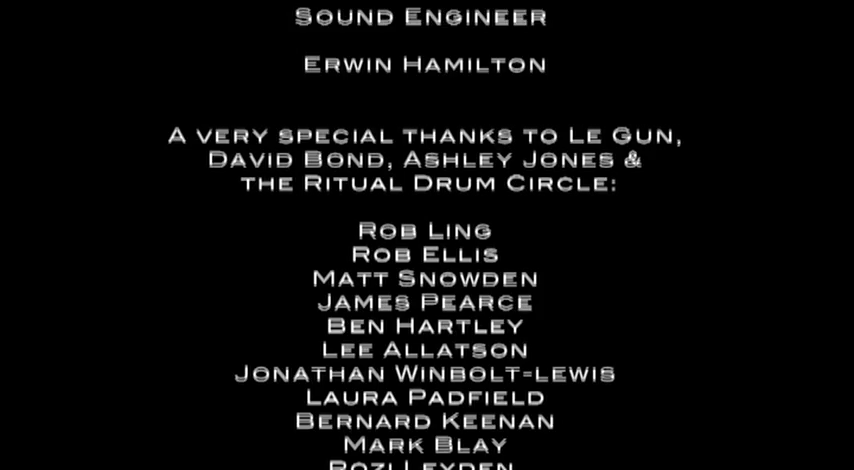 Sound Engineer
Erwin Hamilton
A very special thanks to Le Gun,
David Bond, Ashley Jones &
the Ritual Drum Circle:
Rob Ling
Rob Ellis
Matt Snowden
James Pearce
Ben Hartley
Lee Allatson
Jonathan Winbolt-lewis
Laura Padfield
Bernard Keenan
Mark Blay
Rozi Leyden